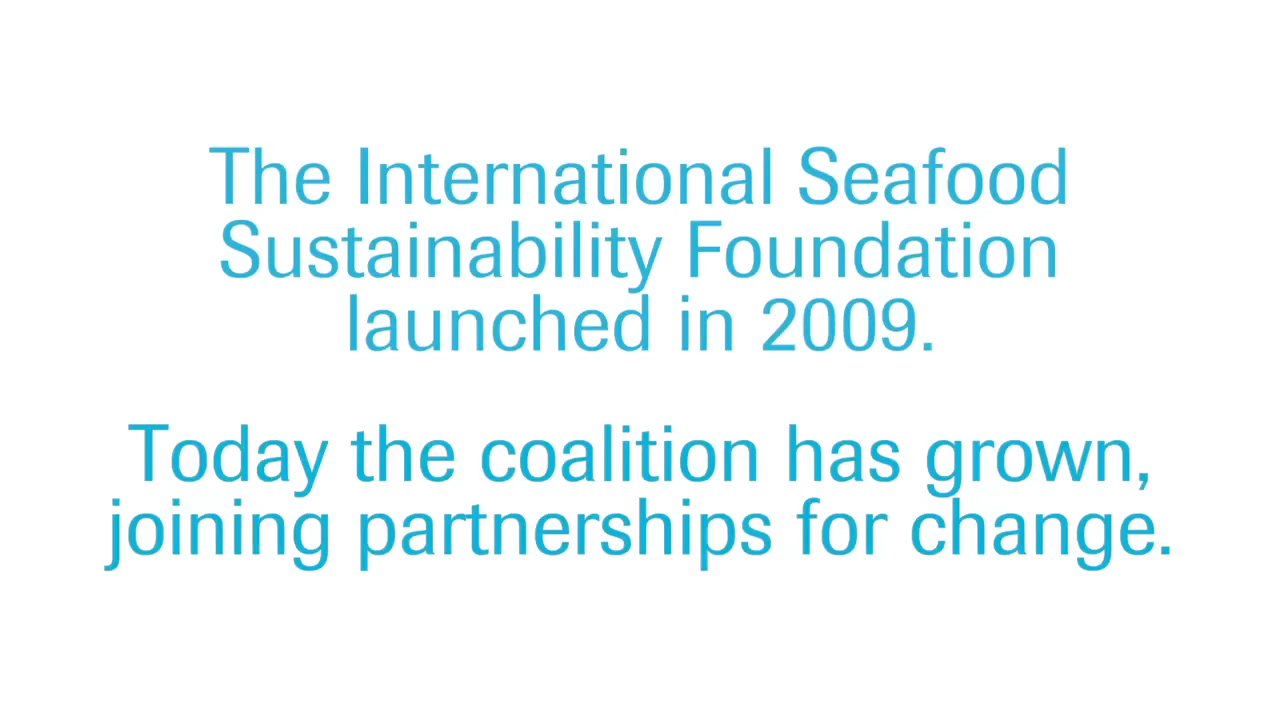 The International Seafood
Sustainability Foundation
launched in 2009.
Today the coalition has grown,
joining partnerships for change.